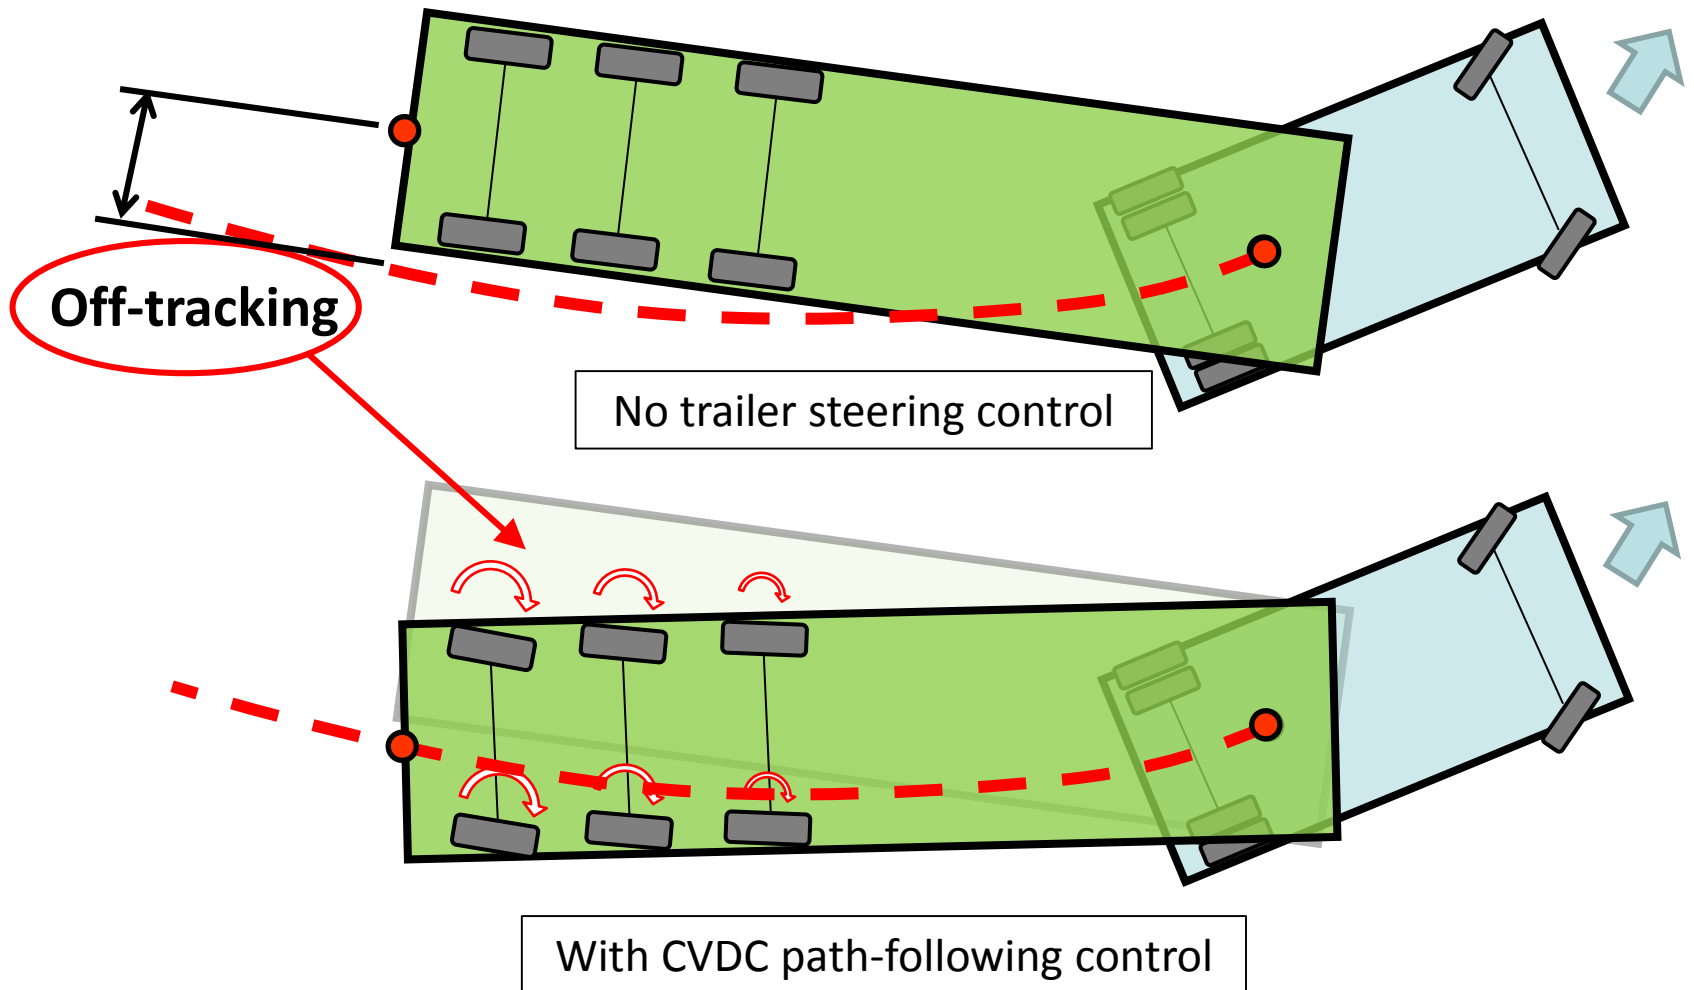 Off-tracking
No trailer steering control
With CVDC path-following control